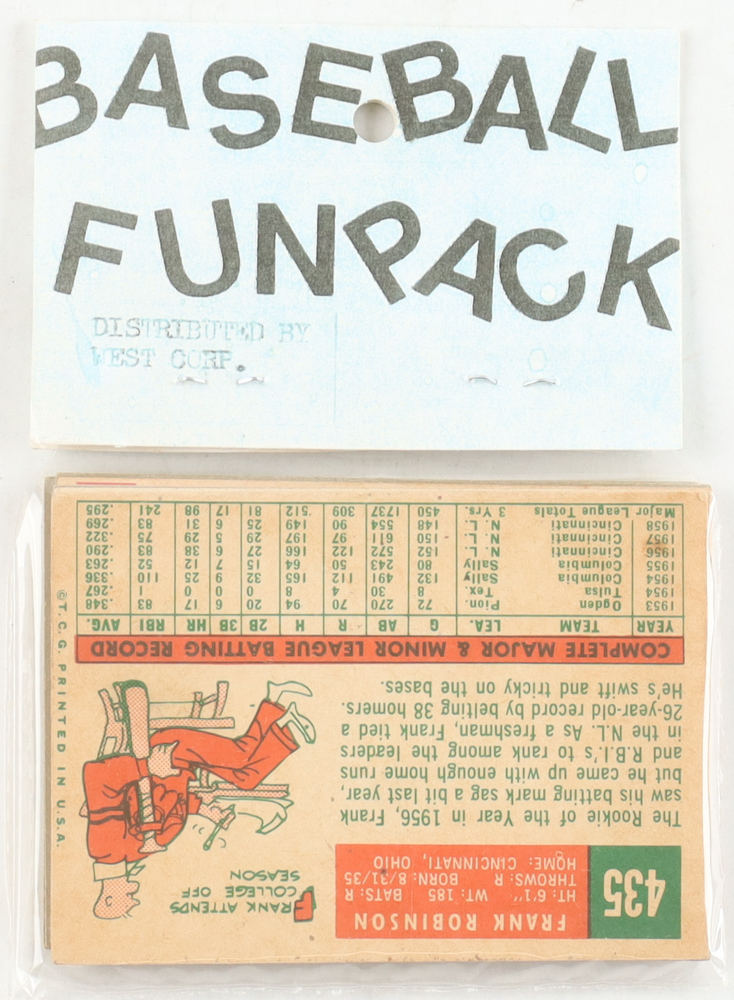 BASEBALL
FUNPACK
DISTRIBUTED BY
WEST CORP.
435
FRANK ROBINSON
HT: 6'1" WT: 185 BATS: R
THROWS: R BORN: 8/31/35
HOME: CINCINNATI, OHIO
FRANK ATTENDS
COLLEGE OFF
SEASON
The Rookie of the Year in 1956, Frank
saw his batting mark sag a bit last year,
but he came up with enough home runs
and R.B.I.'s to rank among the leaders
in the N.L. As a freshman, Frank tied a
26-year-old record by belting 38 homers.
He's swift and tricky on the bases.
COMPLETE MAJOR & MINOR LEAGUE BATTING RECORD
YEAR TEAM LEA. G AB R H 2B 3B HR RBI AVG.
1953 Ogden Pion. 72 270 70 94 20 6 17 83 .348
1954 Tulsa Tex. 8 30 4 8 0 0 0 1 .267
1954 Columbia Sally 132 491 112 165 32 9 25 110 .336
1955 Columbia Sally 80 243 50 64 15 7 12 52 .263
1956 Cincinnati N. L. 152 572 122 166 27 6 38 83 .290
1957 Cincinnati N. L. 150 611 97 197 29 5 29 75 .322
1958 Cincinnati N. L. 148 554 90 149 25 6 31 83 .269
Major League Totals 3 Yrs. 450 1737 309 512 81 17 98 241 .295
©T.C.G. PRINTED IN U.S.A.